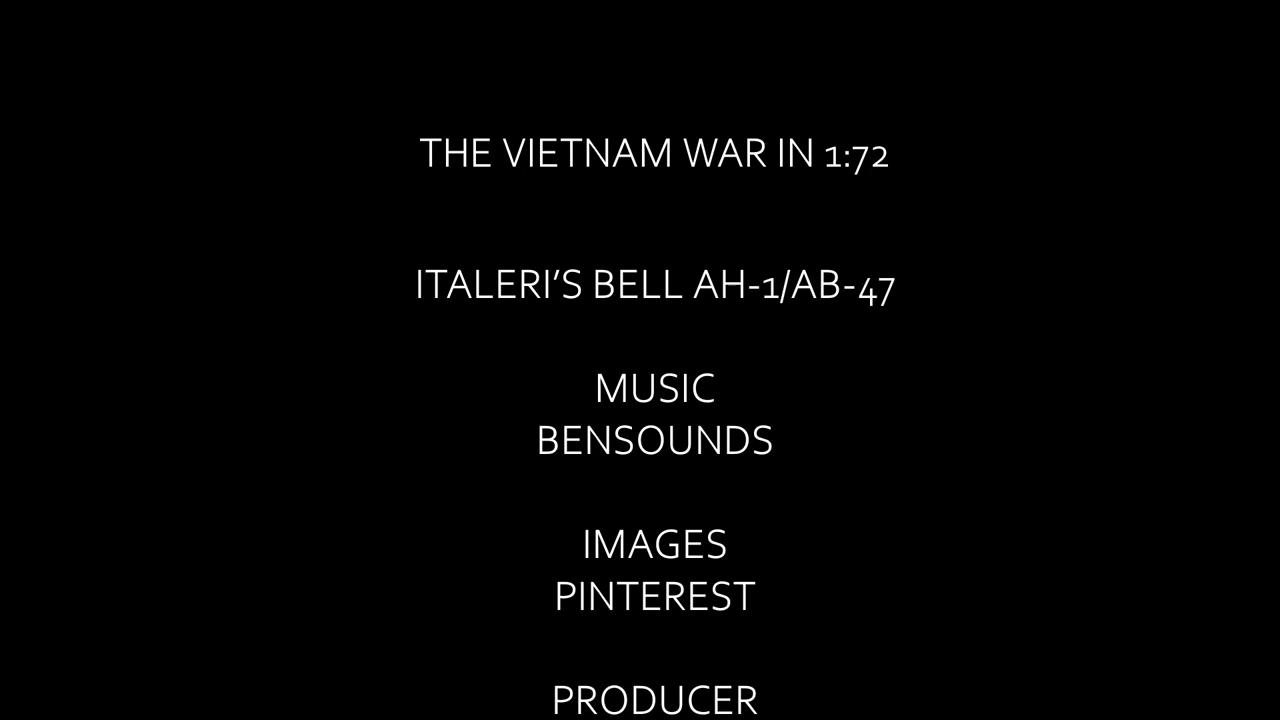 THE VIETNAM WAR IN 1:72
ITALERI’S BELL AH-1/AB-47
MUSIC
BENSOUNDS
IMAGES
PINTEREST
PRODUCER